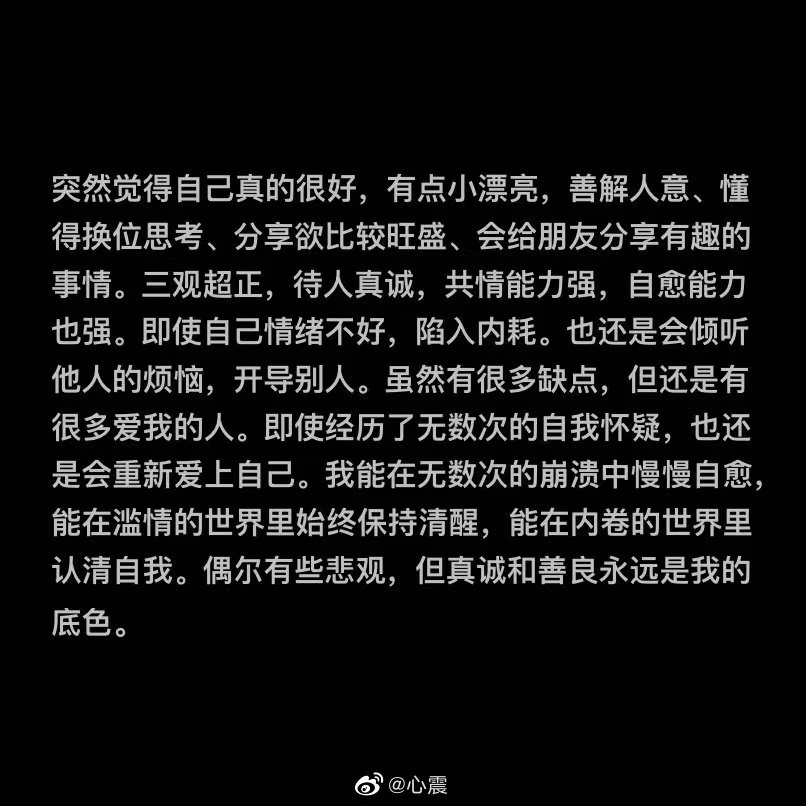 突然觉得自己真的很好，有点小漂亮，善解人意、懂
得换位思考、分享欲比较旺盛、会给朋友分享有趣的
事情。三观超正，待人真诚，共情能力强，自愈能力
也强。即使自己情绪不好，陷入内耗。也还是会倾听
他人的烦恼，开导别人。虽然有很多缺点，但还是有
很多爱我的人。即使经历了无数次的自我怀疑，也还
是会重新爱上自己。我能在无数次的崩溃中慢慢自愈，
能在滥情的世界里始终保持清醒，能在内卷的世界里
认清自我。偶尔有些悲观，但真诚和善良永远是我的
底色。
@心震